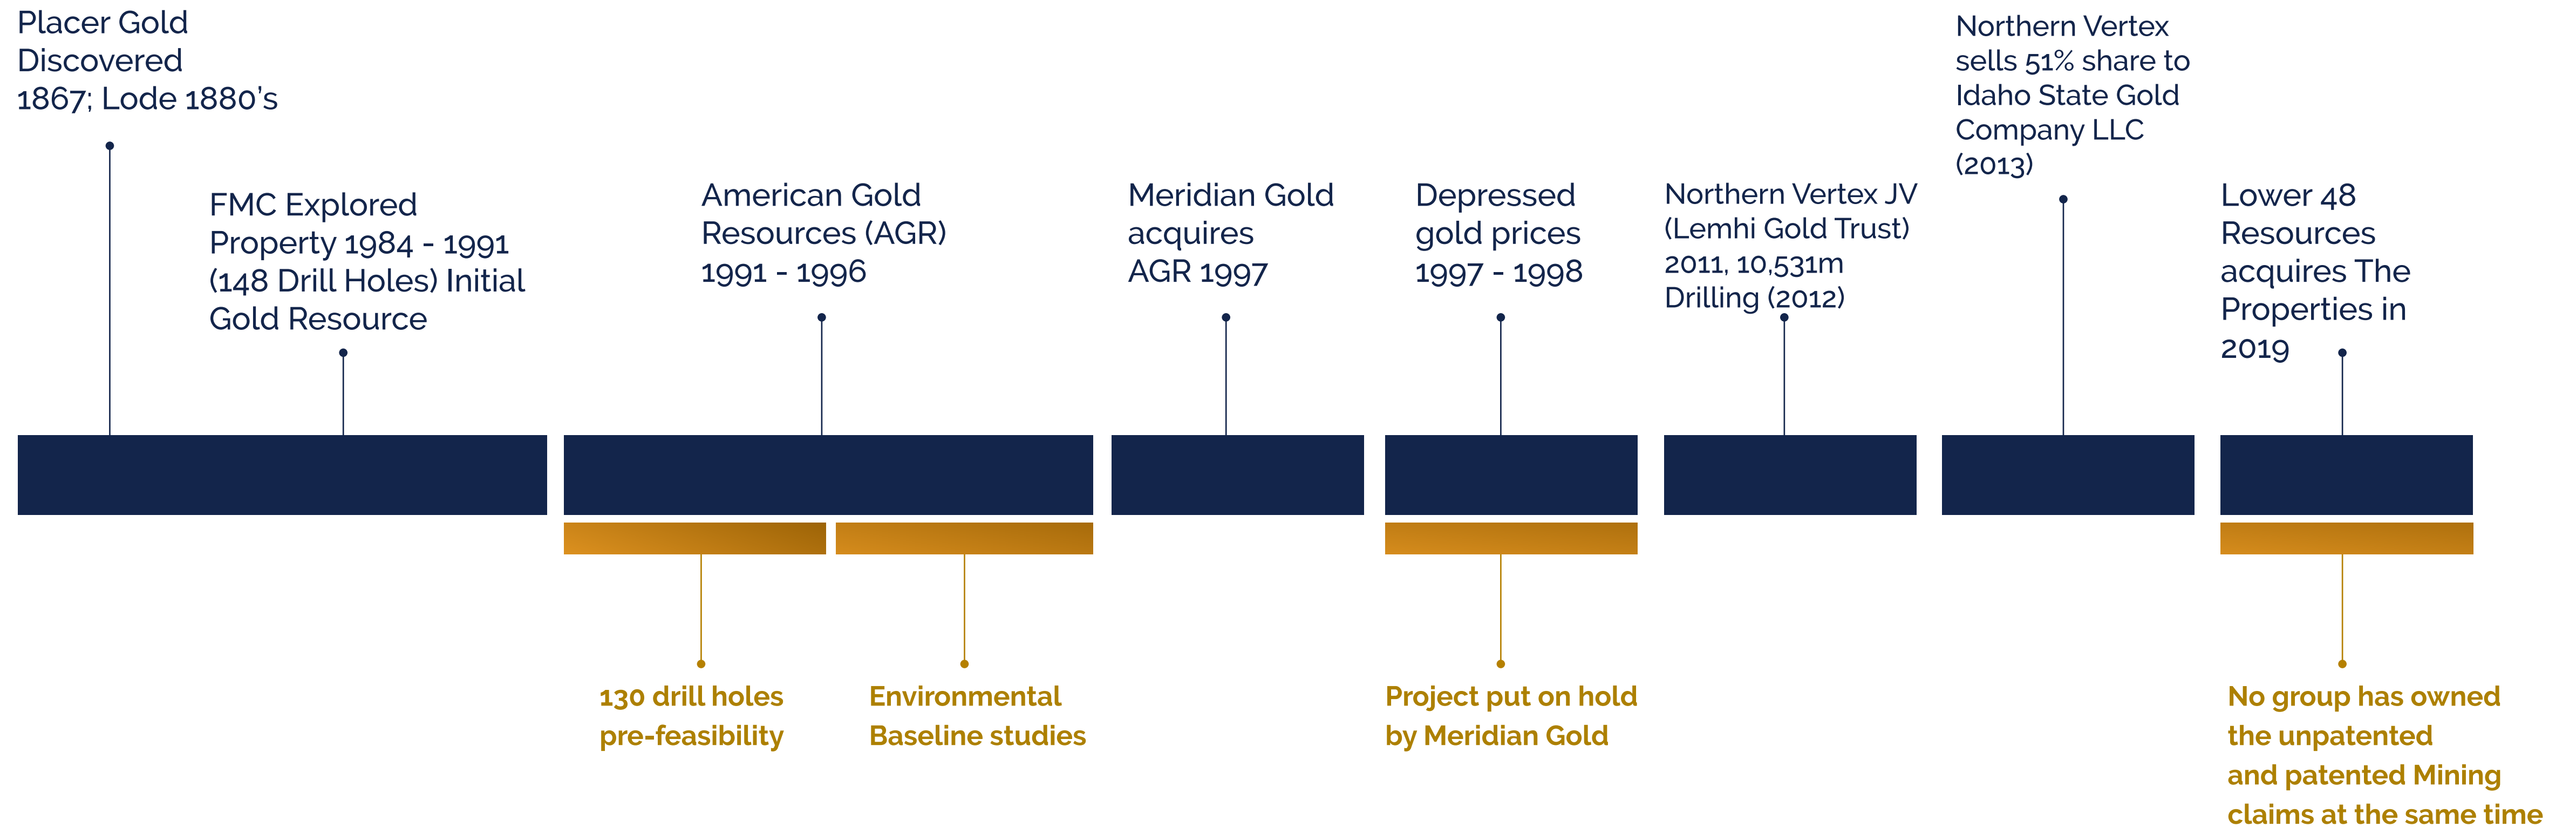 Placer Gold
Discovered
1867; Lode 1880's
FMC Explored
Property 1984 - 1991
(148 Drill Holes) Initial
Gold Resource
American Gold
Resources (AGR)
1991 - 1996
Meridian Gold
acquires
AGR 1997
Depressed
gold prices
1997 - 1998
Northern Vertex JV
(Lemhi Gold Trust)
2011, 10,531m
Drilling (2012)
Northern Vertex
sells 51% share to
Idaho State Gold
Company LLC
(2013)
Lower 48
Resources
acquires The
Properties in
2019
130 drill holes
pre-feasibility
Environmental
Baseline studies
Project put on hold
by Meridian Gold
No group has owned
the unpatented
and patented Mining
claims at the same time